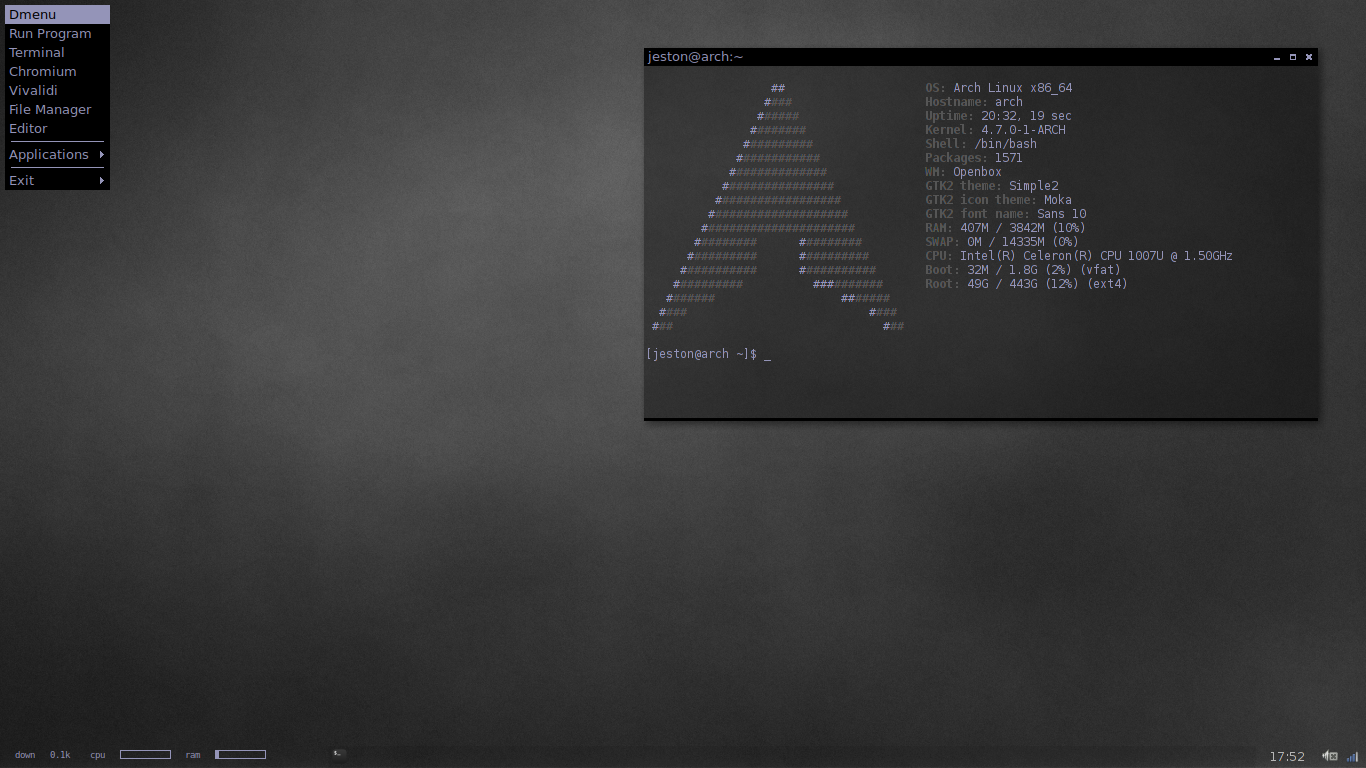 Dmenu
Run Program
Terminal
Chromium
Vivalidi
File Manager
Editor
Applications
Exit
jeston@arch:~
OS: Arch Linux x86_64
Hostname: arch
Uptime: 20:32, 19 sec
Kernel: 4.7.0-1-ARCH
Shell: /bin/bash
Packages: 1571
WM: Openbox
GTK2 theme: Simple2
GTK2 icon theme: Moka
GTK2 font name: Sans 10
RAM: 407M / 3842M (10%)
SWAP: 0M / 14335M (0%)
CPU: Intel(R) Celeron(R) CPU 1007U @ 1.50GHz
Boot: 32M / 1.8G (2%) (vfat)
Root: 49G / 443G (12%) (ext4)
[jeston@arch ~]$ _
down 0.1k cpu ram
17:52